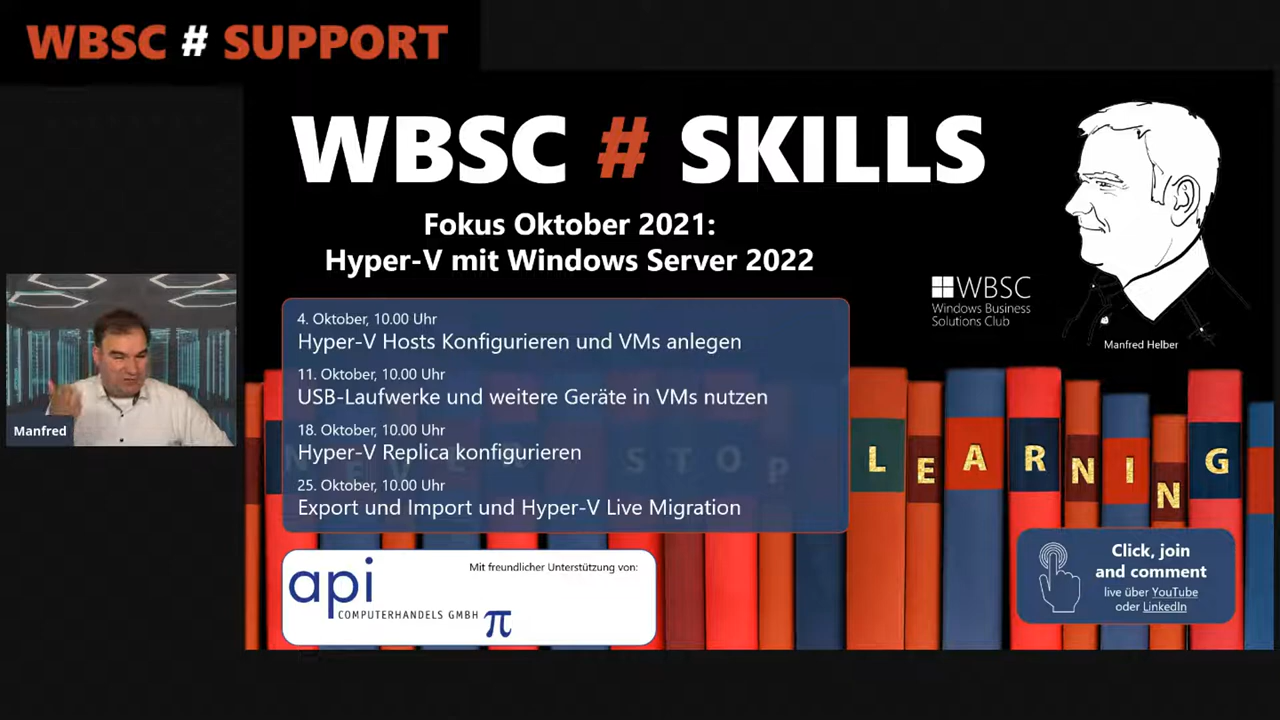 WBSC # SUPPORT
WBSC # SKILLS
Fokus Oktober 2021:
Hyper-V mit Windows Server 2022
WBSC
Windows Business
Solutions Club
Manfred Helber
4. Oktober, 10.00 Uhr
Hyper-V Hosts Konfigurieren und VMs anlegen
11. Oktober, 10.00 Uhr
USB-Laufwerke und weitere Geräte in VMs nutzen
18. Oktober, 10.00 Uhr
Hyper-V Replica konfigurieren
25. Oktober, 10.00 Uhr
Export und Import und Hyper-V Live Migration
Manfred
NEVER STOP LEARNING
api
COMPUTERHANDELS GMBH π
Mit freundlicher Unterstützung von:
Click, join
and comment
live über YouTube
oder LinkedIn